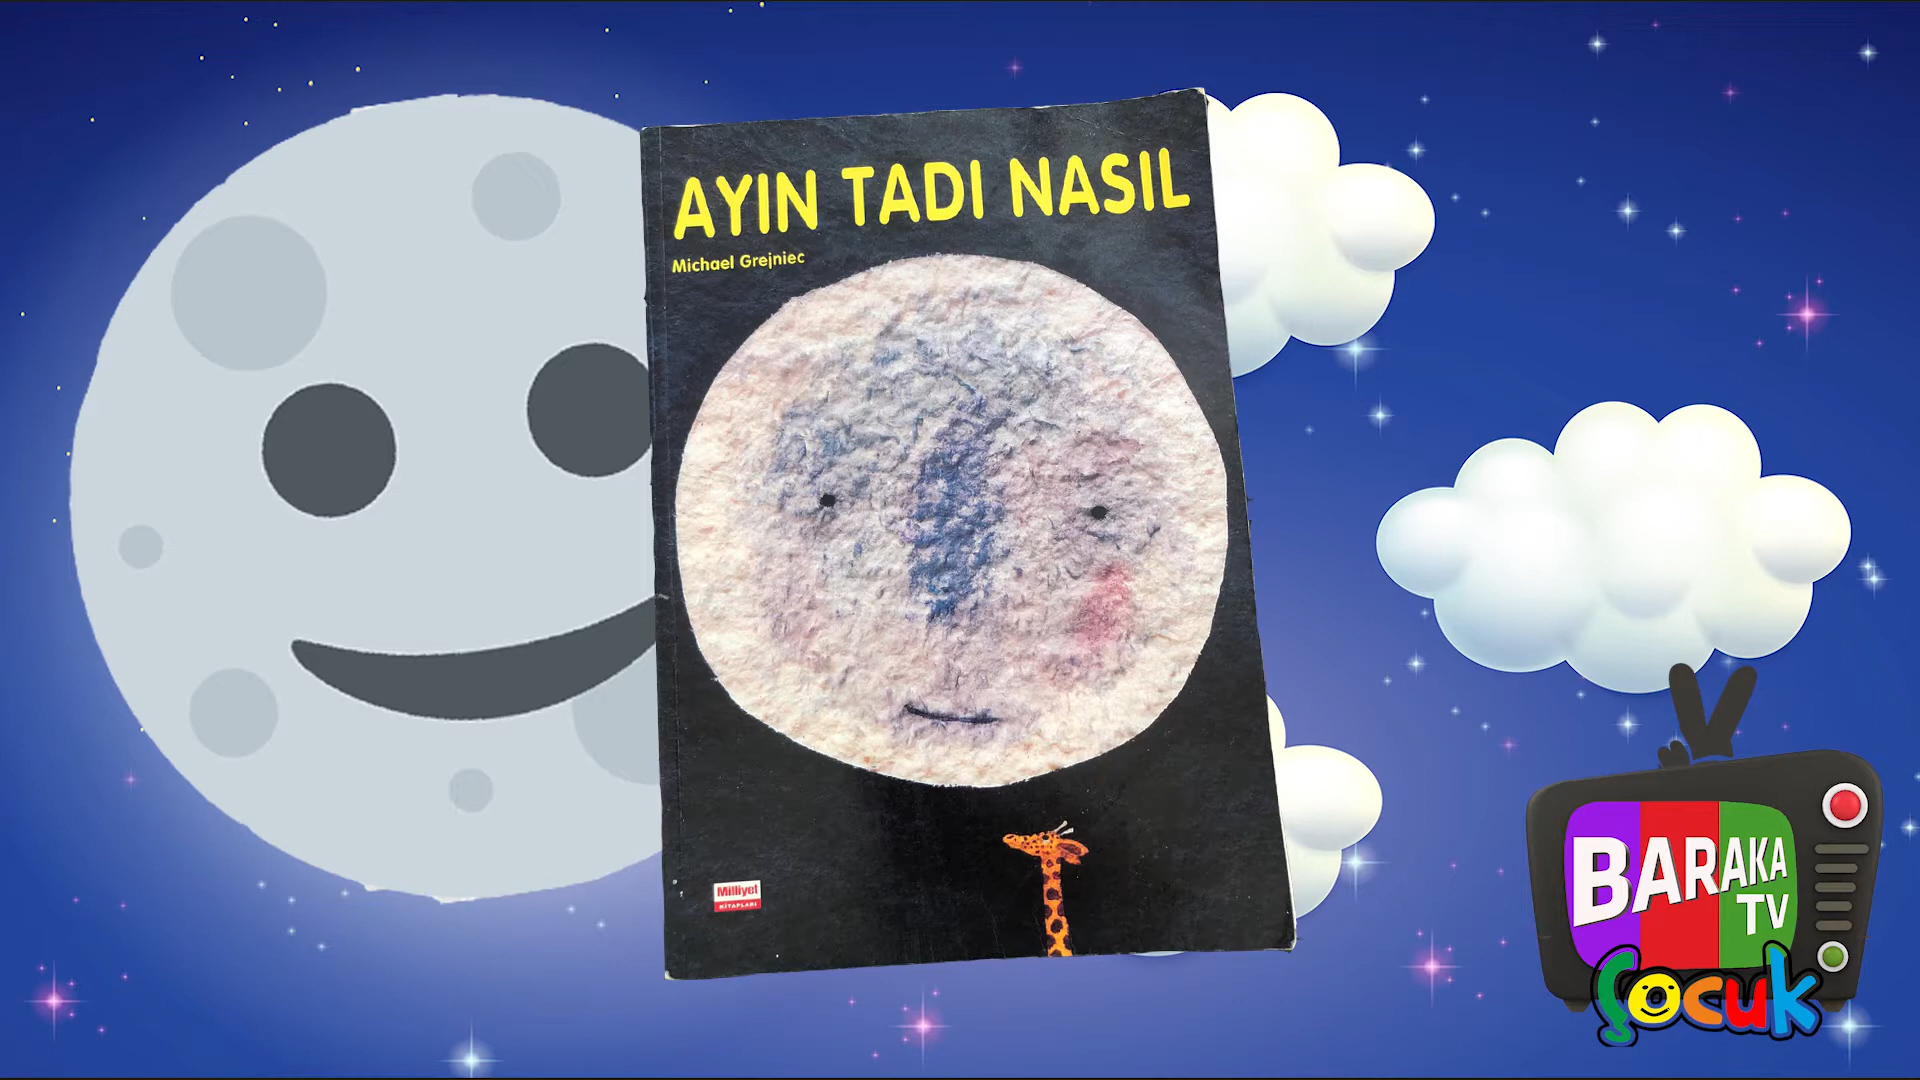 AYIN TADI NASIL
Michael Grejniec
Milliyet
KİTAPLARI
BARAKA
TV
Çocuk